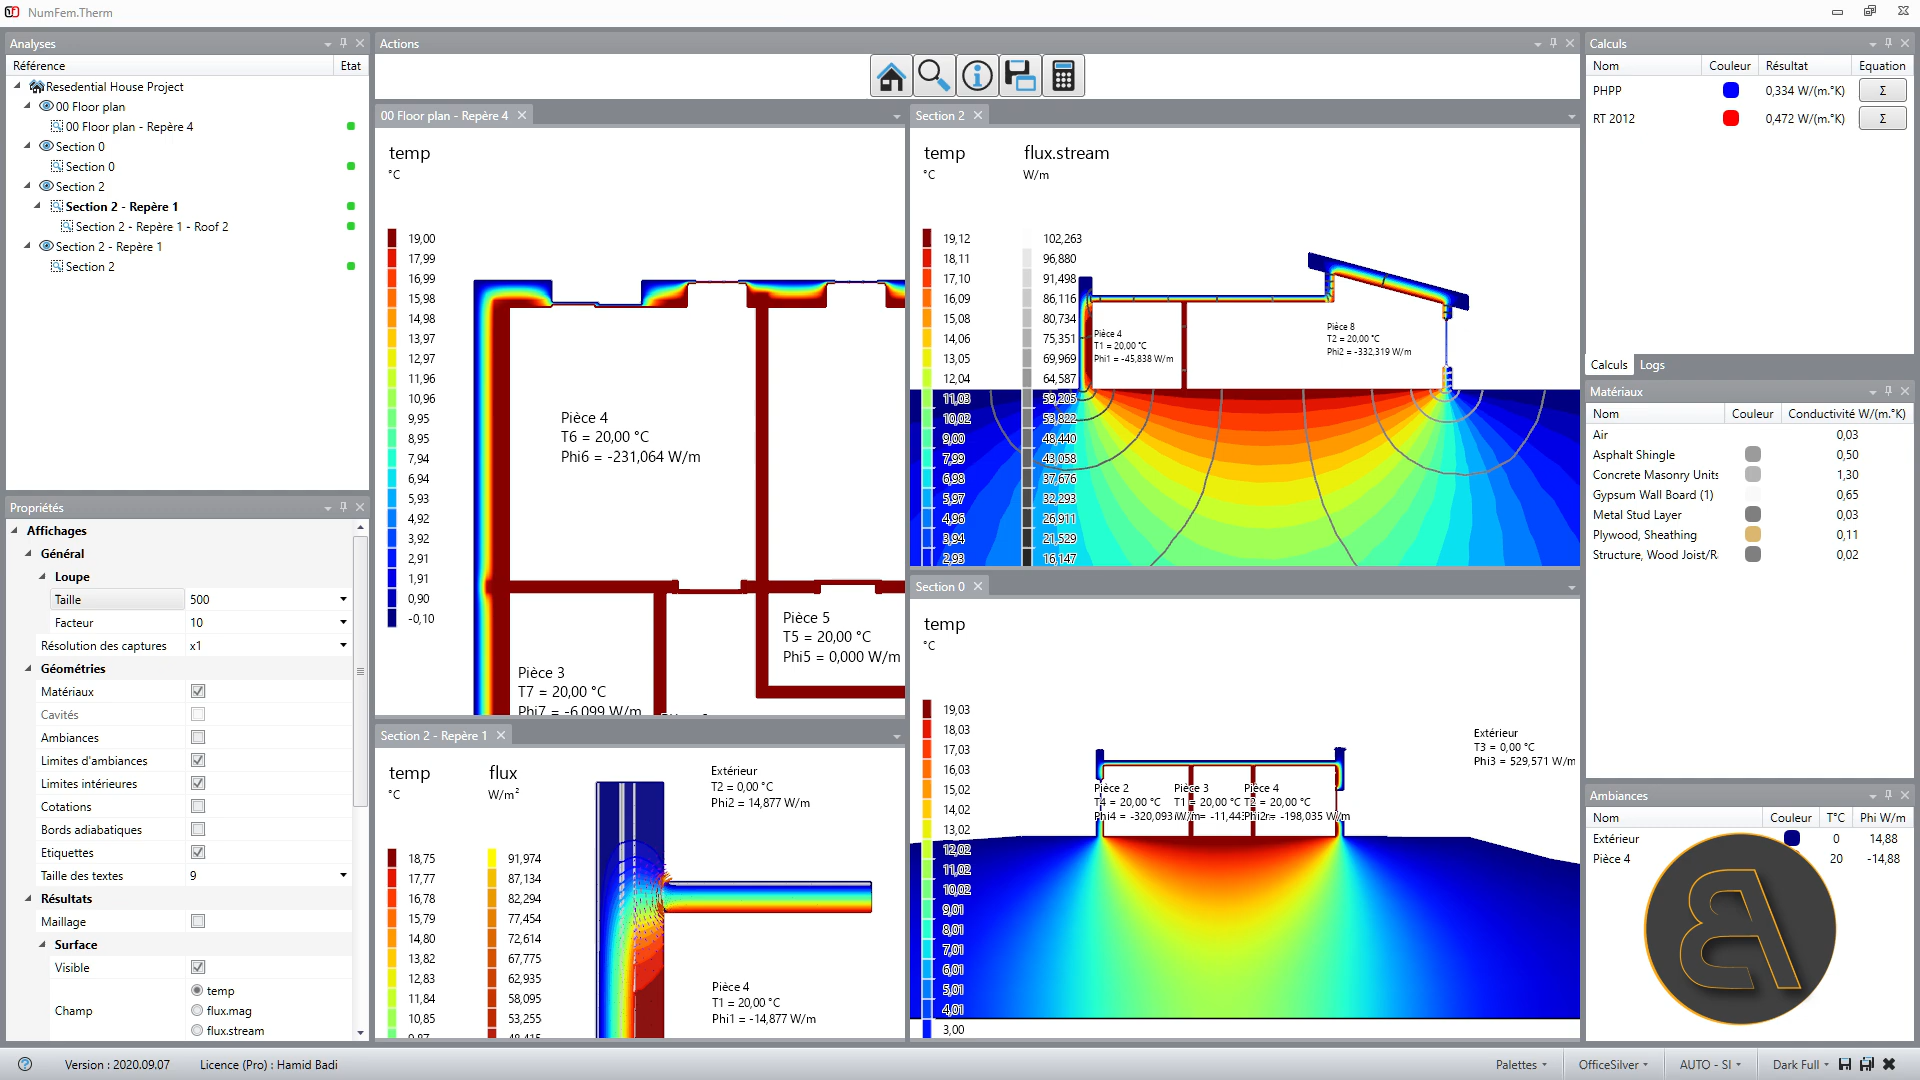 NumFem.Therm
Analyses
Référence Etat
Resedential House Project
00 Floor plan
00 Floor plan - Repère 4
Section 0
Section 0
Section 2
Section 2 - Repère 1
Section 2 - Repère 1 - Roof 2
Section 2 - Repère 1
Section 2
Propriétés
Affichages
Général
Loupe
Taille 500
Facteur 10
Résolution des captures x1
Géométries
Matériaux
Cavités
Ambiances
Limites d'ambiances
Limites intérieures
Cotations
Bords adiabatiques
Etiquettes
Taille des textes 9
Résultats
Maillage
Surface
Visible
Champ
temp
flux.mag
flux.stream
Actions
00 Floor plan - Repère 4
temp
°C
19,00
17,99
16,99
15,98
14,98
13,97
12,97
11,96
10,96
9,95
8,95
7,94
6,94
5,93
4,92
3,92
2,91
1,91
0,90
-0,10
Pièce 4
T6 = 20,00 °C
Phi6 = -231,064 W/m
Pièce 5
T5 = 20,00 °C
Phi5 = 0,000 W/m
Pièce 3
T7 = 20,00 °C
Phi7 = -6,099 W/m
Section 2 - Repère 1
temp
°C
flux
W/m²
18,75
17,77
16,78
15,79
14,80
13,82
12,83
11,84
10,85
9,87
91,974
87,134
82,294
77,454
72,614
67,775
62,935
58,095
53,255
48,415
Extérieur
T2 = 0,00 °C
Phi2 = 14,877 W/m
Pièce 4
T1 = 20,00 °C
Phi1 = -14,877 W/m
Section 2
temp
°C
flux.stream
W/m
19,12
18,11
17,10
16,09
15,08
14,06
13,05
12,04
11,03
10,02
9,00
7,99
6,98
5,97
4,96
3,94
2,93
102,263
96,880
91,498
86,116
80,734
75,351
69,969
64,587
59,205
53,822
48,440
43,058
37,676
32,293
26,911
21,529
16,147
Pièce 4
T1 = 20,00 °C
Phi1 = -45,838 W/m
Pièce 8
T2 = 20,00 °C
Phi2 = -332,319 W/m
Section 0
temp
°C
19,03
18,03
17,03
16,03
15,02
14,02
13,02
12,02
11,02
10,02
9,01
8,01
7,01
6,01
5,01
4,01
3,00
Extérieur
T3 = 0,00 °C
Phi3 = 529,571 W/m
Pièce 2
T4 = 20,00 °C
Phi4 = -320,093
Pièce 3
T1 = 20,00 °C
Pièce 4
T2 = 20,00 °C
-198,035 W/m
Calculs
Nom Couleur Résultat Equation
PHPP 0,334 W/(m.°K) Σ
RT 2012 0,472 W/(m.°K) Σ
Calculs Logs
Matériaux
Nom Couleur Conductivité W/(m.°K)
Air 0,03
Asphalt Shingle 0,50
Concrete Masonry Units 1,30
Gypsum Wall Board (1) 0,65
Metal Stud Layer 0,03
Plywood, Sheathing 0,11
Structure, Wood Joist/R 0,02
Ambiances
Nom Couleur T°C Phi W/m
Extérieur 0 14,88
Pièce 4 20 -14,88
Version : 2020.09.07 Licence (Pro) : Hamid Badi Palettes OfficeSilver AUTO - SI Dark Full